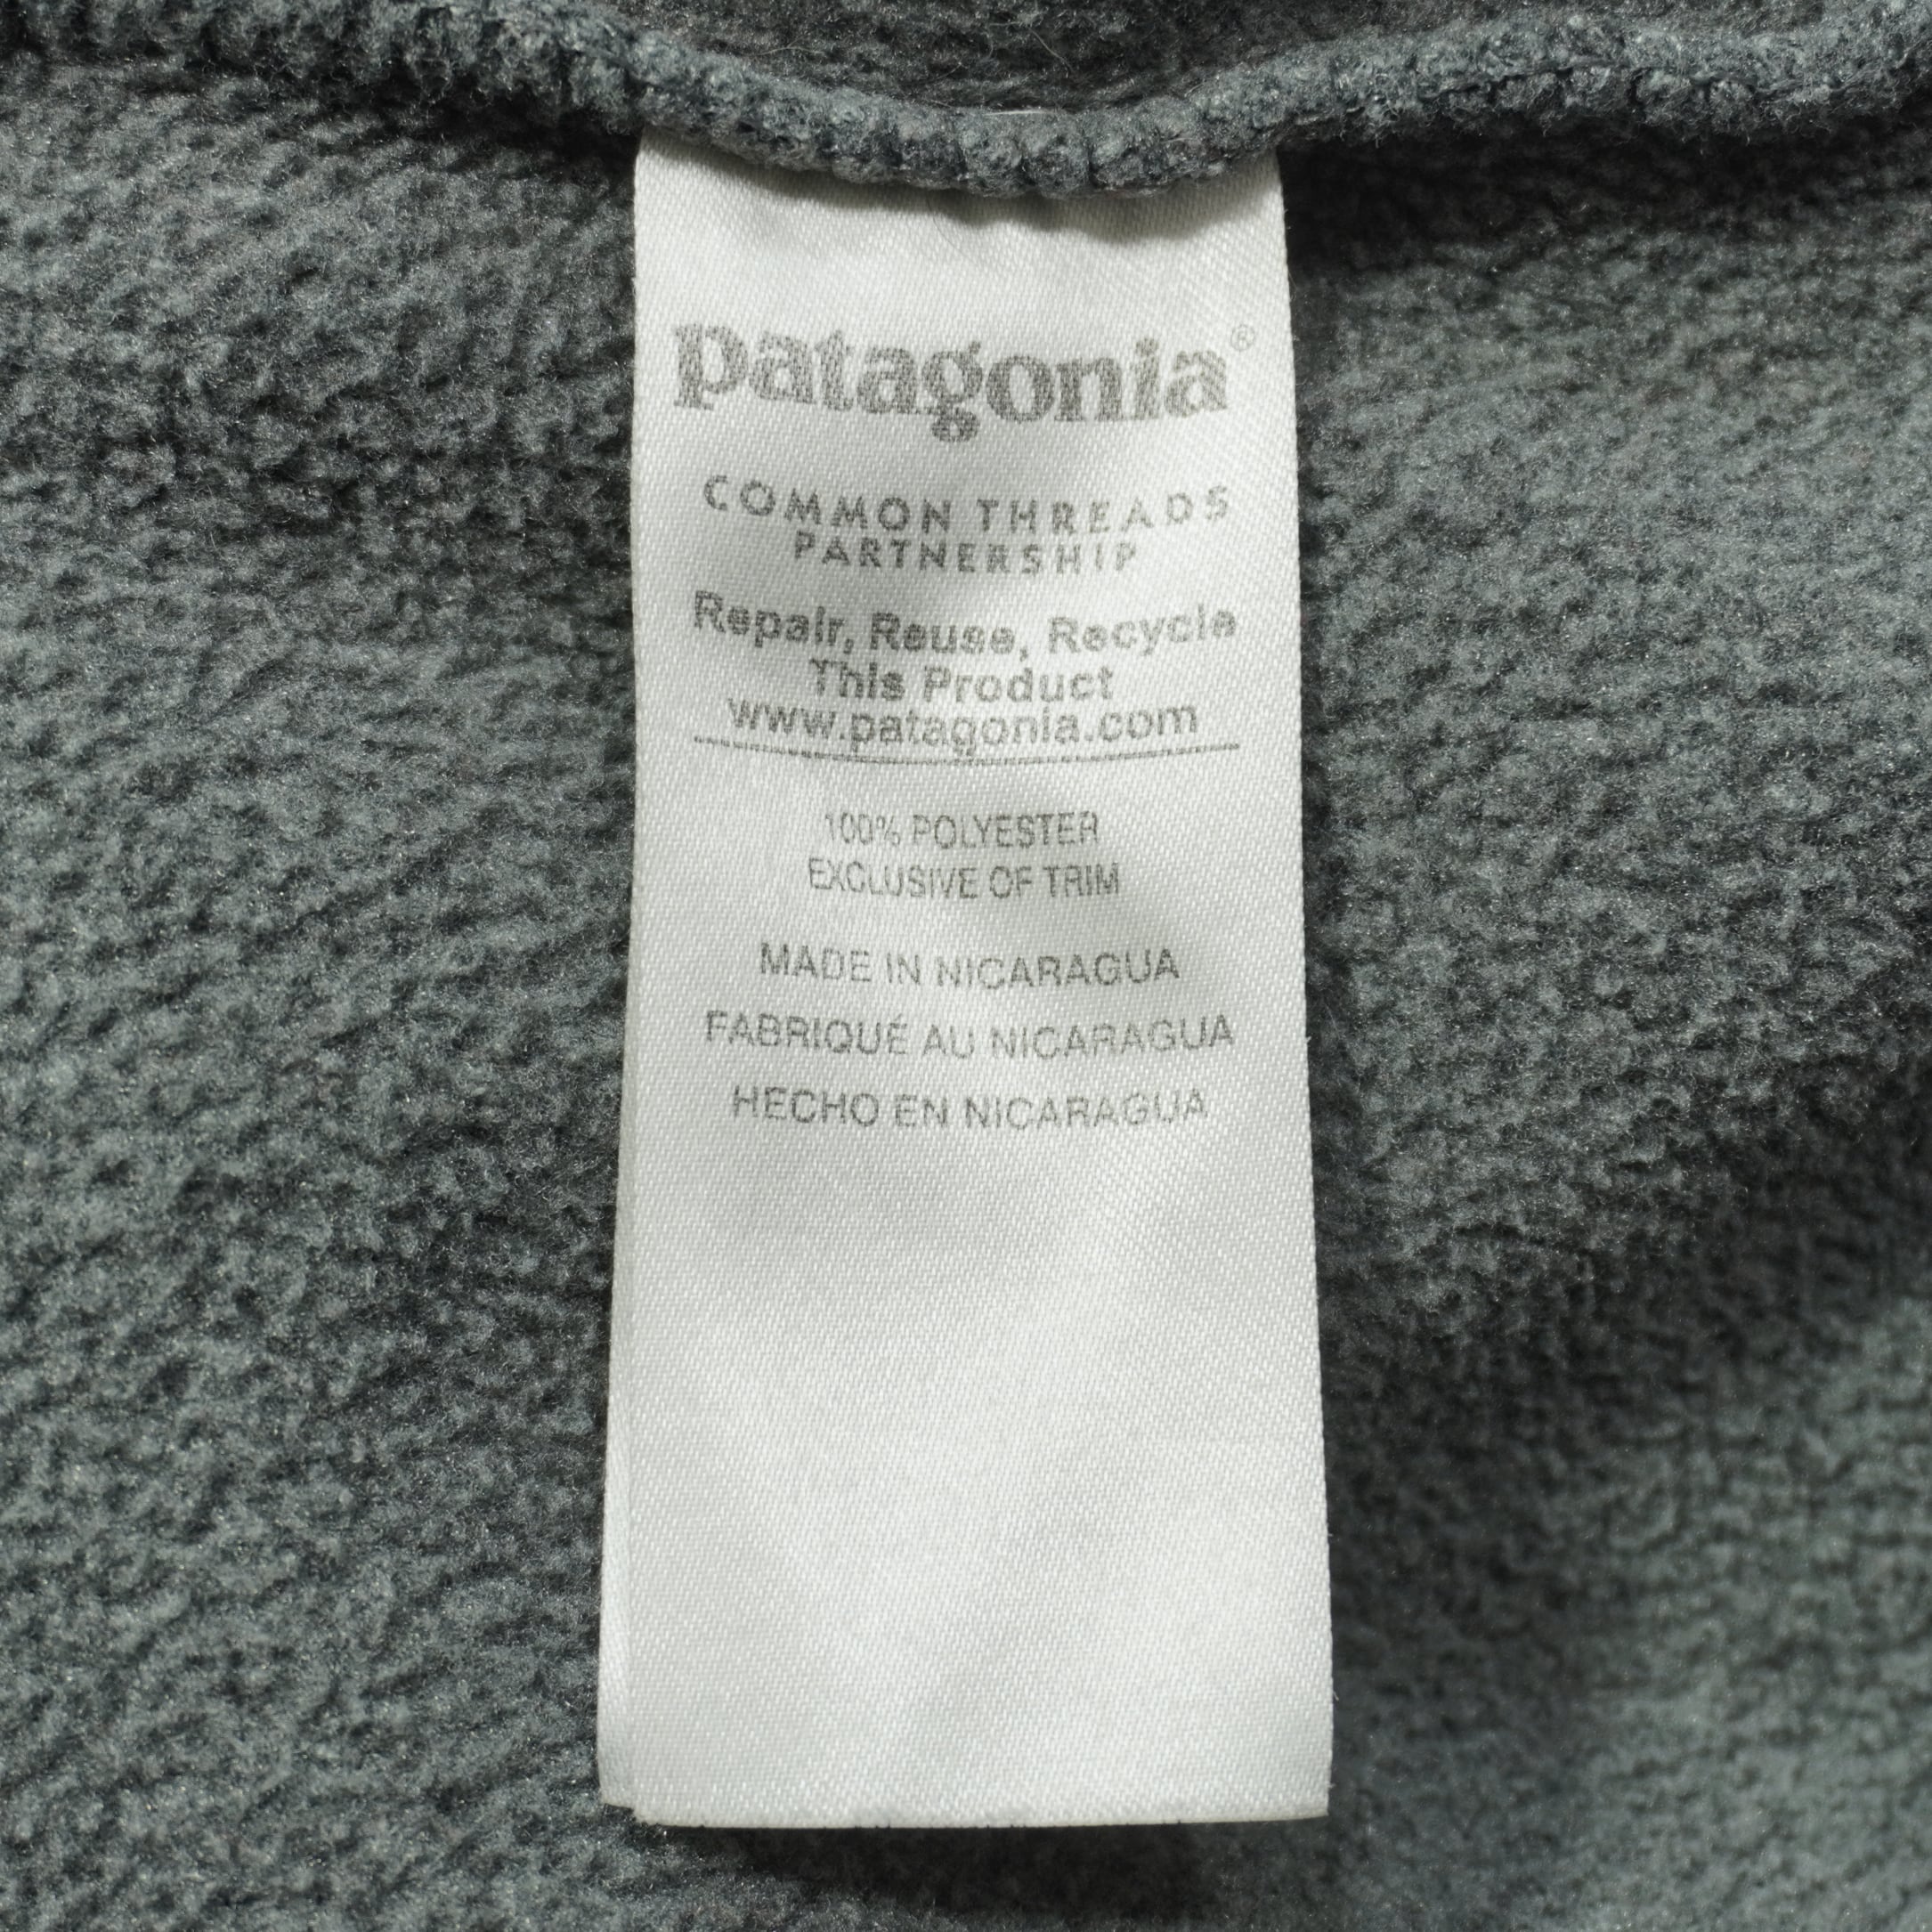 patagonia®
COMMON THREADS
PARTNERSHIP
Repair, Reuse, Recycle
This Product
www.patagonia.com
100% POLYESTER
EXCLUSIVE OF TRIM
MADE IN NICARAGUA
FABRIQUÉ AU NICARAGUA
HECHO EN NICARAGUA